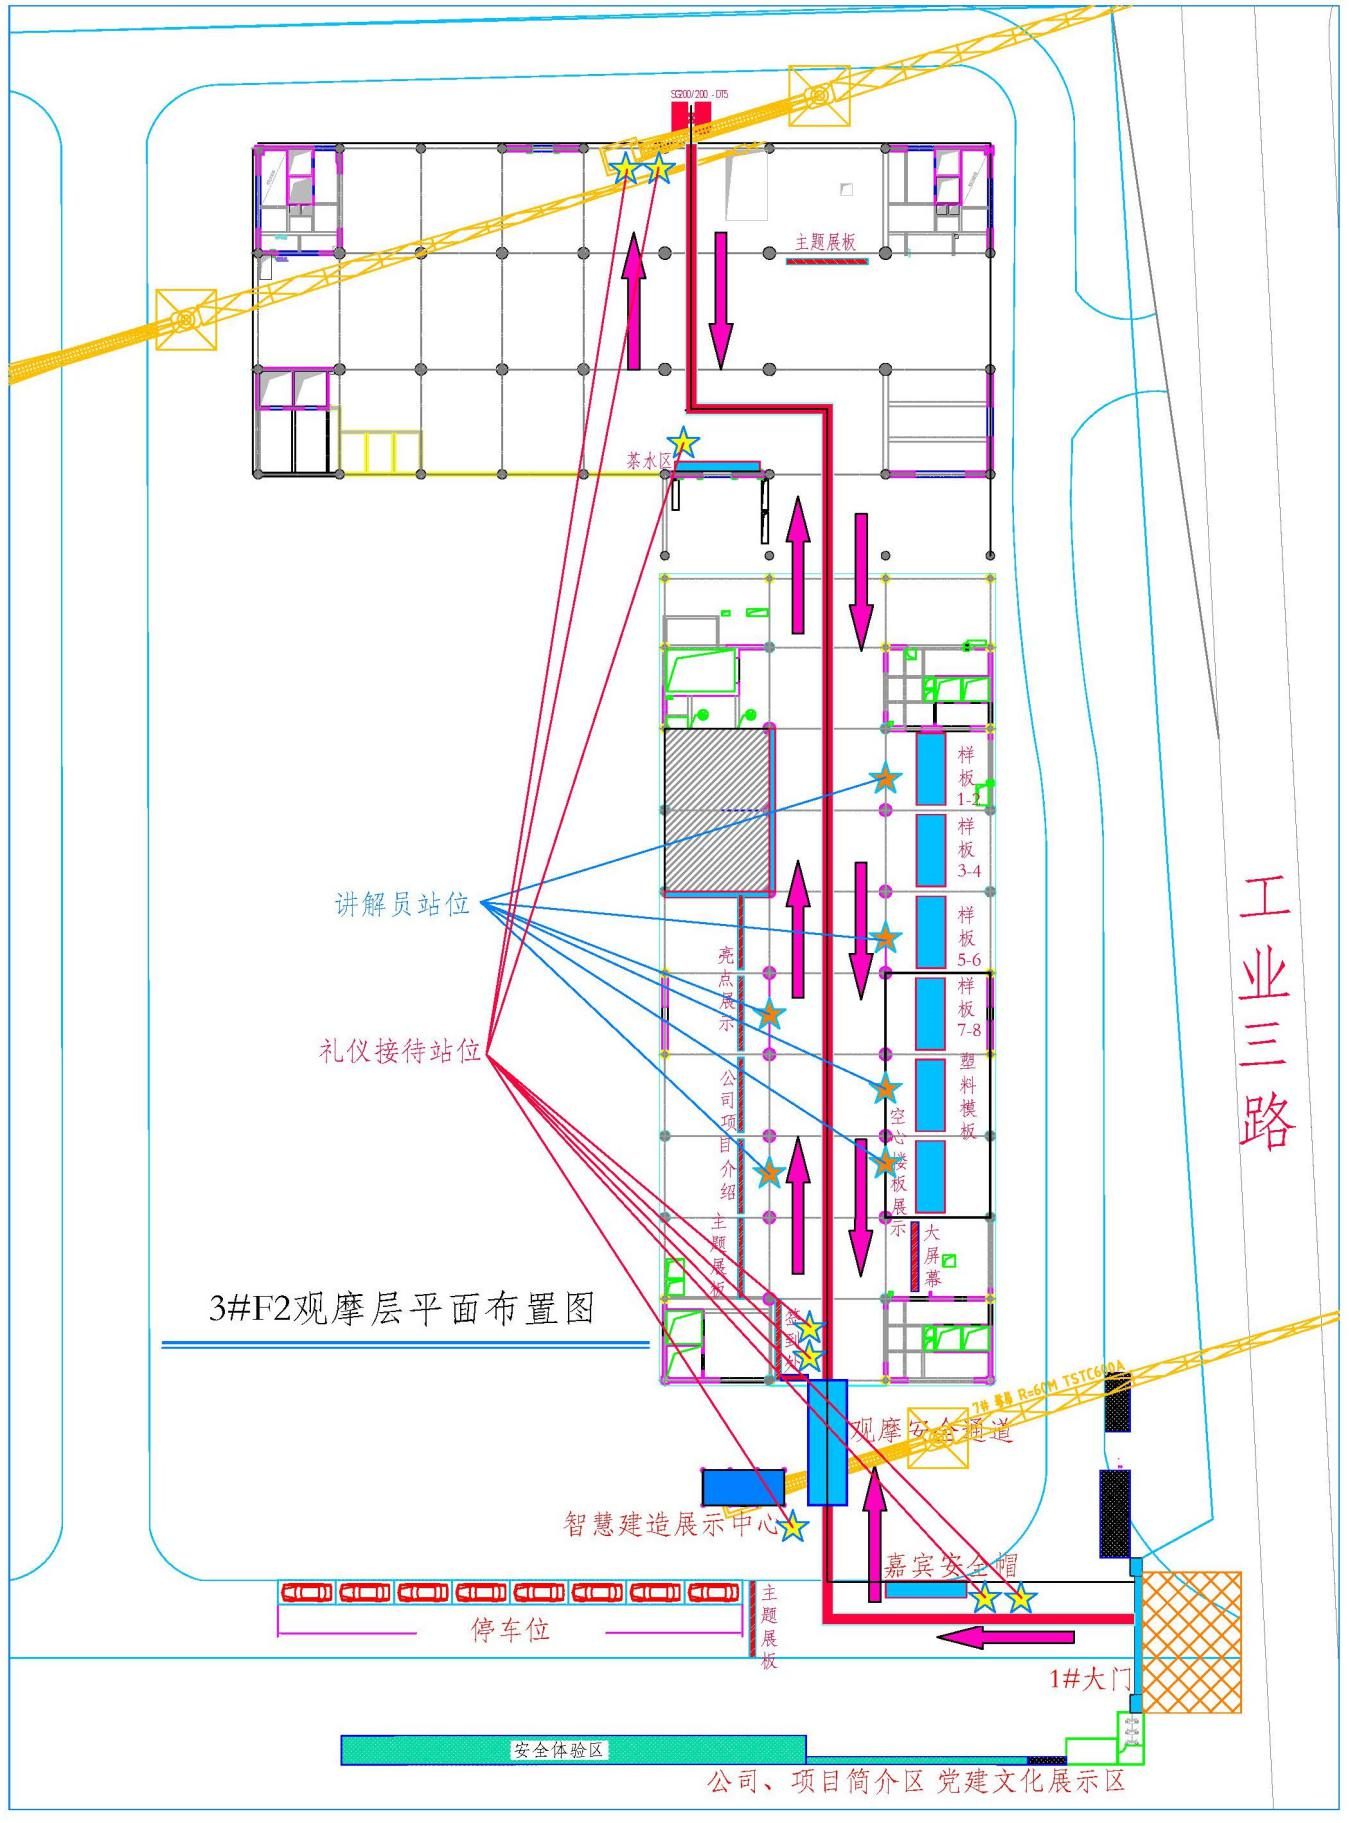 SG200/200 - DT5
主题展板
茶水区
样板1-2
样板3-4
讲解员站位
样板5-6
亮点展示
样板7-8
工业三路
礼仪接待站位
塑料模板
公司项目介绍
空心楼板展示
主题展板
大屏幕
3#F2观摩层平面布置图
签到处
R=60M TSTC600A
观摩安全通道
智慧建造展示中心
嘉宾安全帽
主题展板
停车位
1#大门
安全体验区
公司、项目简介区 党建文化展示区